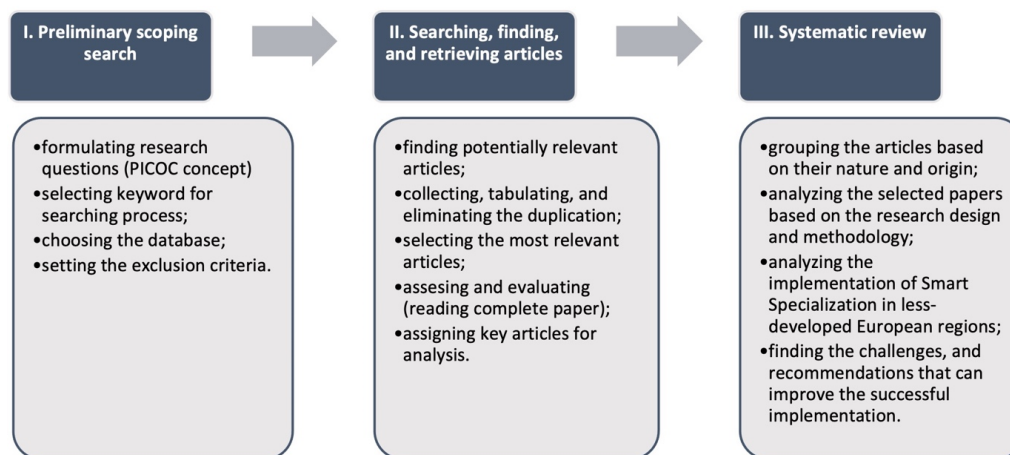 I. Preliminary scoping
search
II. Searching, finding,
and retrieving articles
III. Systematic review
•formulating research
questions (PICOC concept)
•selecting keyword for
searching process;
•choosing the database;
•setting the exclusion criteria.
•finding potentially relevant
articles;
•collecting, tabulating, and
eliminating the duplication;
•selecting the most relevant
articles;
•assesing and evaluating
(reading complete paper);
•assigning key articles for
analysis.
•grouping the articles based
on their nature and origin;
•analyzing the selected papers
based on the research design
and methodology;
•analyzing the
implementation of Smart
Specialization in less-
developed European regions;
•finding the challenges, and
recommendations that can
improve the successful
implementation.